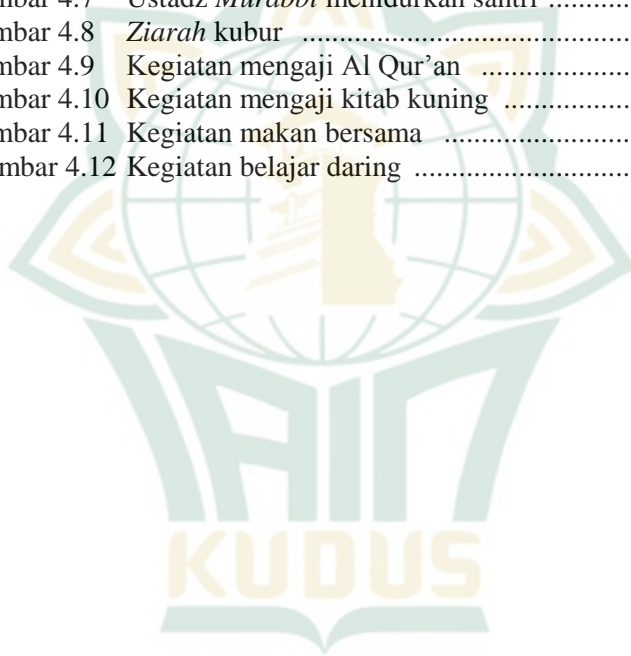 mbar 4.7 Ustadz Murabbi menidurkan santri ..........
mbar 4.8 Ziarah kubur ..........................................
mbar 4.9 Kegiatan mengaji Al Qur'an ..................
mbar 4.10 Kegiatan mengaji kitab kuning ...............
mbar 4.11 Kegiatan makan bersama .......................
mbar 4.12 Kegiatan belajar daring ...........................
IAIN
KUDUS